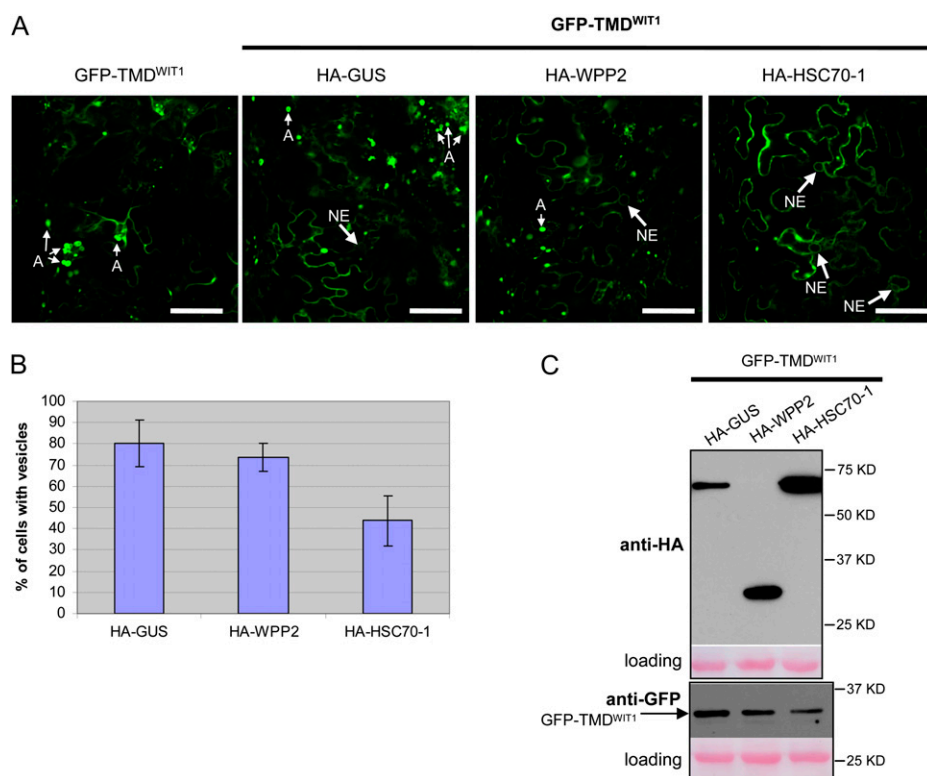 A
GFP-TMDWIT1
GFP-TMDWIT1
HA-GUS
HA-WPP2
HA-HSC70-1
A
A
A
A
NE
A
NE
NE
NE
NE
B
% of cells with vesicles
100
90
80
70
60
50
40
30
20
10
0
HA-GUS
HA-WPP2
HA-HSC70-1
C
GFP-TMDWIT1
HA-GUS
HA-WPP2
HA-HSC70-1
75 KD
50 KD
anti-HA
37 KD
25 KD
loading
37 KD
anti-GFP
GFP-TMDWIT1
loading
25 KD